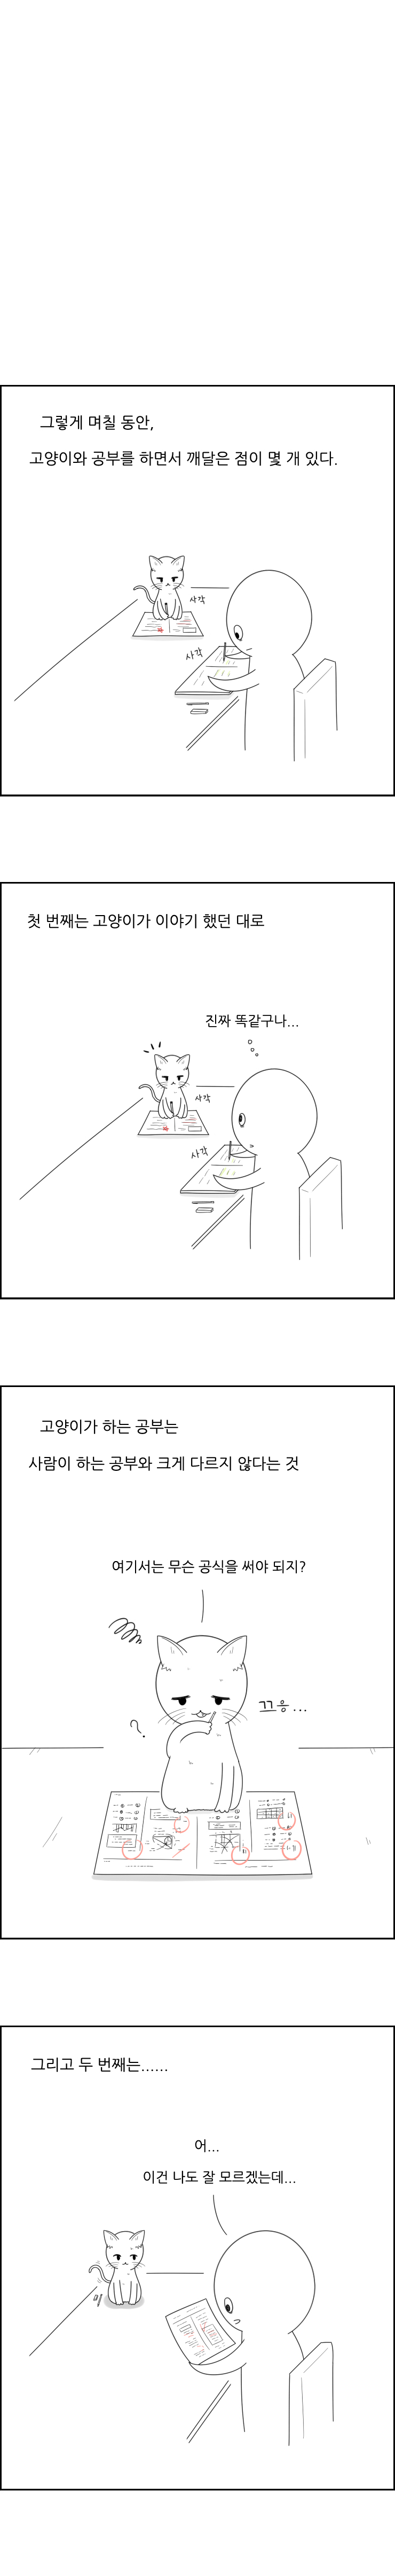 그렇게 며칠 동안,
고양이와 공부를 하면서 깨달은 점이 몇 개 있다.
사각
사각
첫 번째는 고양이가 이야기 했던 대로
진짜 똑같구나...
사각
사각
고양이가 하는 공부는
사람이 하는 공부와 크게 다르지 않다는 것
여기서는 무슨 공식을 써야 되지?
끄응...
?
그리고 두 번째는......
어...
이건 나도 잘 모르겠는데...